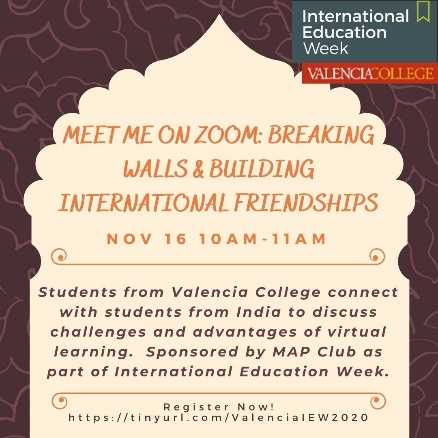 International
Education
Week
VALENCIACOLLEGE
MEET ME ON ZOOM: BREAKING
WALLS & BUILDING
INTERNATIONAL FRIENDSHIPS
NOV 16 10AM-11AM
Students from Valencia College connect
with students from India to discuss
challenges and advantages of virtual
learning. Sponsored by MAP Club as
part of International Education Week.
Register Now!
https://tinyurl.com/ValenciaIEW2020